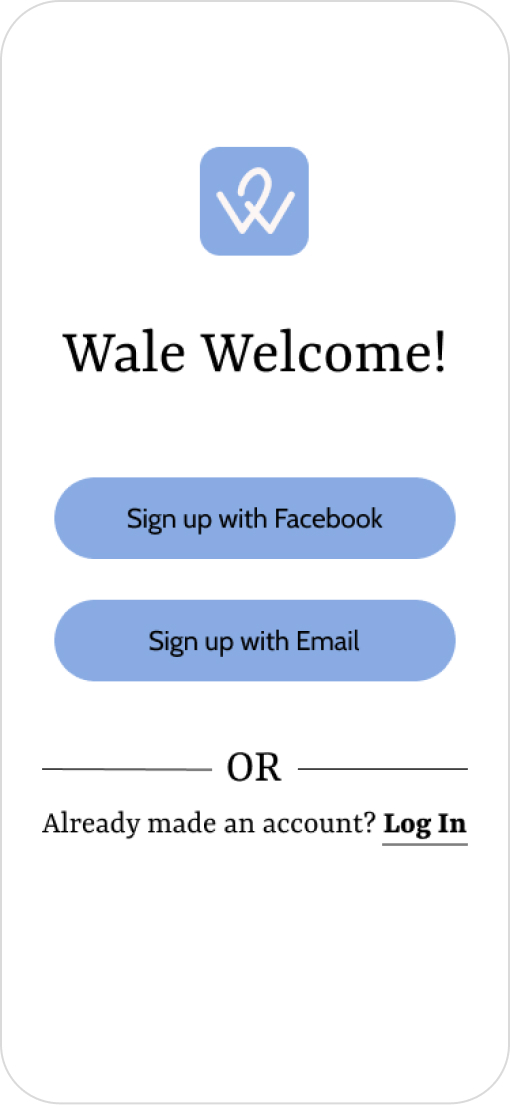 Wale Welcome!
Sign up with Facebook
Sign up with Email
OR
Already made an account? Log In